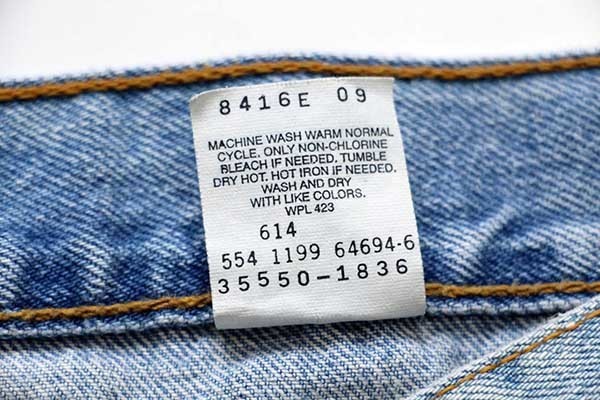 8416E 09
MACHINE WASH WARM NORMAL
CYCLE. ONLY NON-CHLORINE
BLEACH IF NEEDED. TUMBLE
DRY HOT. HOT IRON IF NEEDED.
WASH AND DRY
WITH LIKE COLORS.
WPL 423
614
554 1199 64694-6
35550-1836